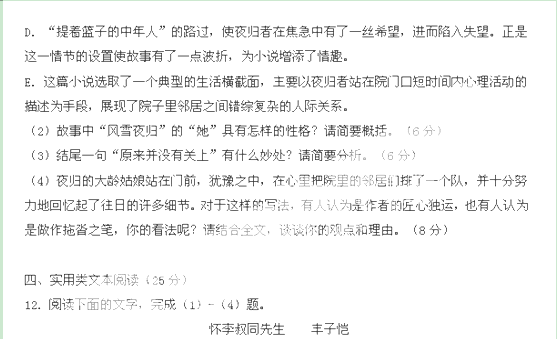 D. “提着篮子的中年人”的路过，使夜归者在焦急中有了一丝希望，进而陷入失望。正是
这一情节的设置使故事有了一点波折，为小说增添了情趣。
E. 这篇小说选取了一个典型的生活横截面，主要以夜归者站在院门口短时间内心理活动的
描述为手段，展现了院子里邻居之间错综复杂的人际关系。
（2）故事中“风雪夜归”的“她”具有怎样的性格？请简要概括。（6 分）
（3）结尾一句“原来并没有关上”有什么妙处？请简要分析。（6 分）
（4）夜归的大龄姑娘站在门前，犹豫之中，在心里把院里的邻居们排了一个队，并十分努
力地回忆起了往日的许多细节。对于这样的写法，有人认为是作者的匠心独运，也有人认为
是做作拖沓之笔，你的看法呢？请结合全文，谈谈你的观点和理由。（8 分）
四、实用类文本阅读（25 分）
12. 阅读下面的文字，完成（1）-（4）题。
怀李叔同先生 丰子恺